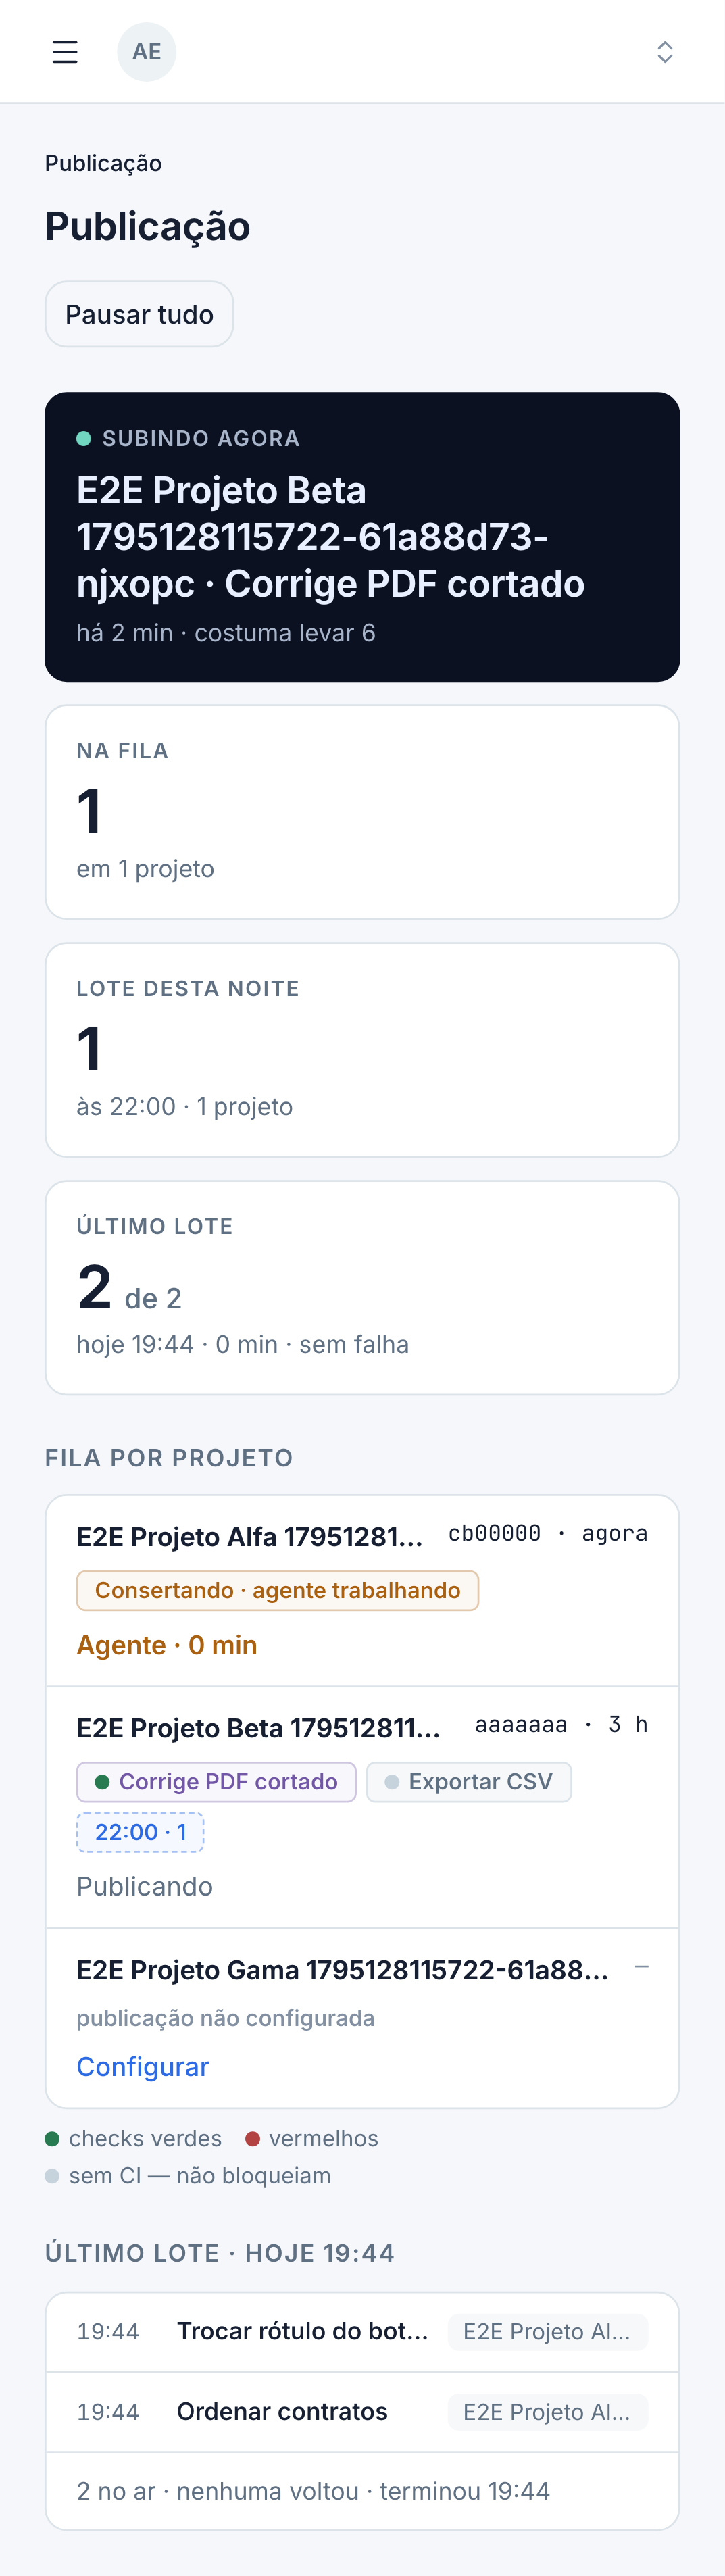 AE
Publicação
Publicação
Pausar tudo
SUBINDO AGORA
E2E Projeto Beta
1795128115722-61a88d73-
njxopc · Corrige PDF cortado
há 2 min · costuma levar 6
NA FILA
1
em 1 projeto
LOTE DESTA NOITE
1
às 22:00 · 1 projeto
ÚLTIMO LOTE
2 de 2
hoje 19:44 · 0 min · sem falha
FILA POR PROJETO
E2E Projeto Alfa 17951281... cb00000 · agora
Consertando · agente trabalhando
Agente · 0 min
E2E Projeto Beta 179512811... aaaaaaa · 3 h
Corrige PDF cortado Exportar CSV
22:00 · 1
Publicando
E2E Projeto Gama 1795128115722-61a88... —
publicação não configurada
Configurar
checks verdes vermelhos
sem CI — não bloqueiam
ÚLTIMO LOTE · HOJE 19:44
19:44 Trocar rótulo do bot... E2E Projeto Al...
19:44 Ordenar contratos E2E Projeto Al...
2 no ar · nenhuma voltou · terminou 19:44